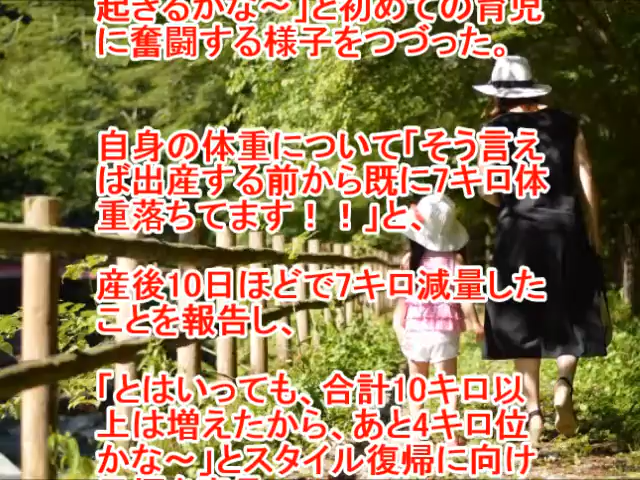 起きるかな～」と初めての育児
に奮闘する様子をつづった。
自身の体重について「そう言え
ば出産する前から既に7キロ体
重落ちてます！！」と、
産後10日ほどで7キロ減量した
ことを報告し、
「とはいっても、合計10キロ以
上は増えたから、あと4キロ位
かな～」とスタイル復帰に向け